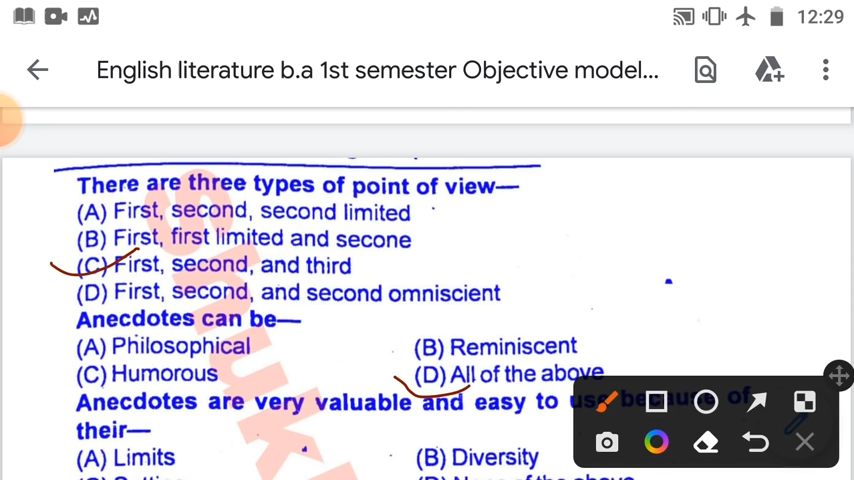 12:29
English literature b.a 1st semester Objective model...
There are three types of point of view—
(A) First, second, second limited
(B) First, first limited and secone
(C) First, second, and third
(D) First, second, and second omniscient
Anecdotes can be—
(A) Philosophical (B) Reminiscent
(C) Humorous (D) All of the above
Anecdotes are very valuable and easy to use because of
their—
(A) Limits (B) Diversity
Shuk